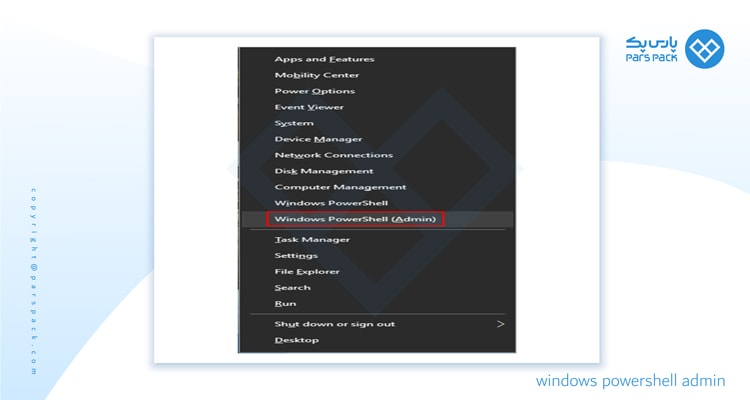 پارس پک
PARS PACK
Apps and Features
Mobility Center
Power Options
Event Viewer
System
Device Manager
Network Connections
Disk Management
Computer Management
Windows PowerShell
Windows PowerShell (Admin)
Task Manager
Settings
File Explorer
Search
Run
Shut down or sign out
Desktop
copyright@parspack.com
windows powershell admin